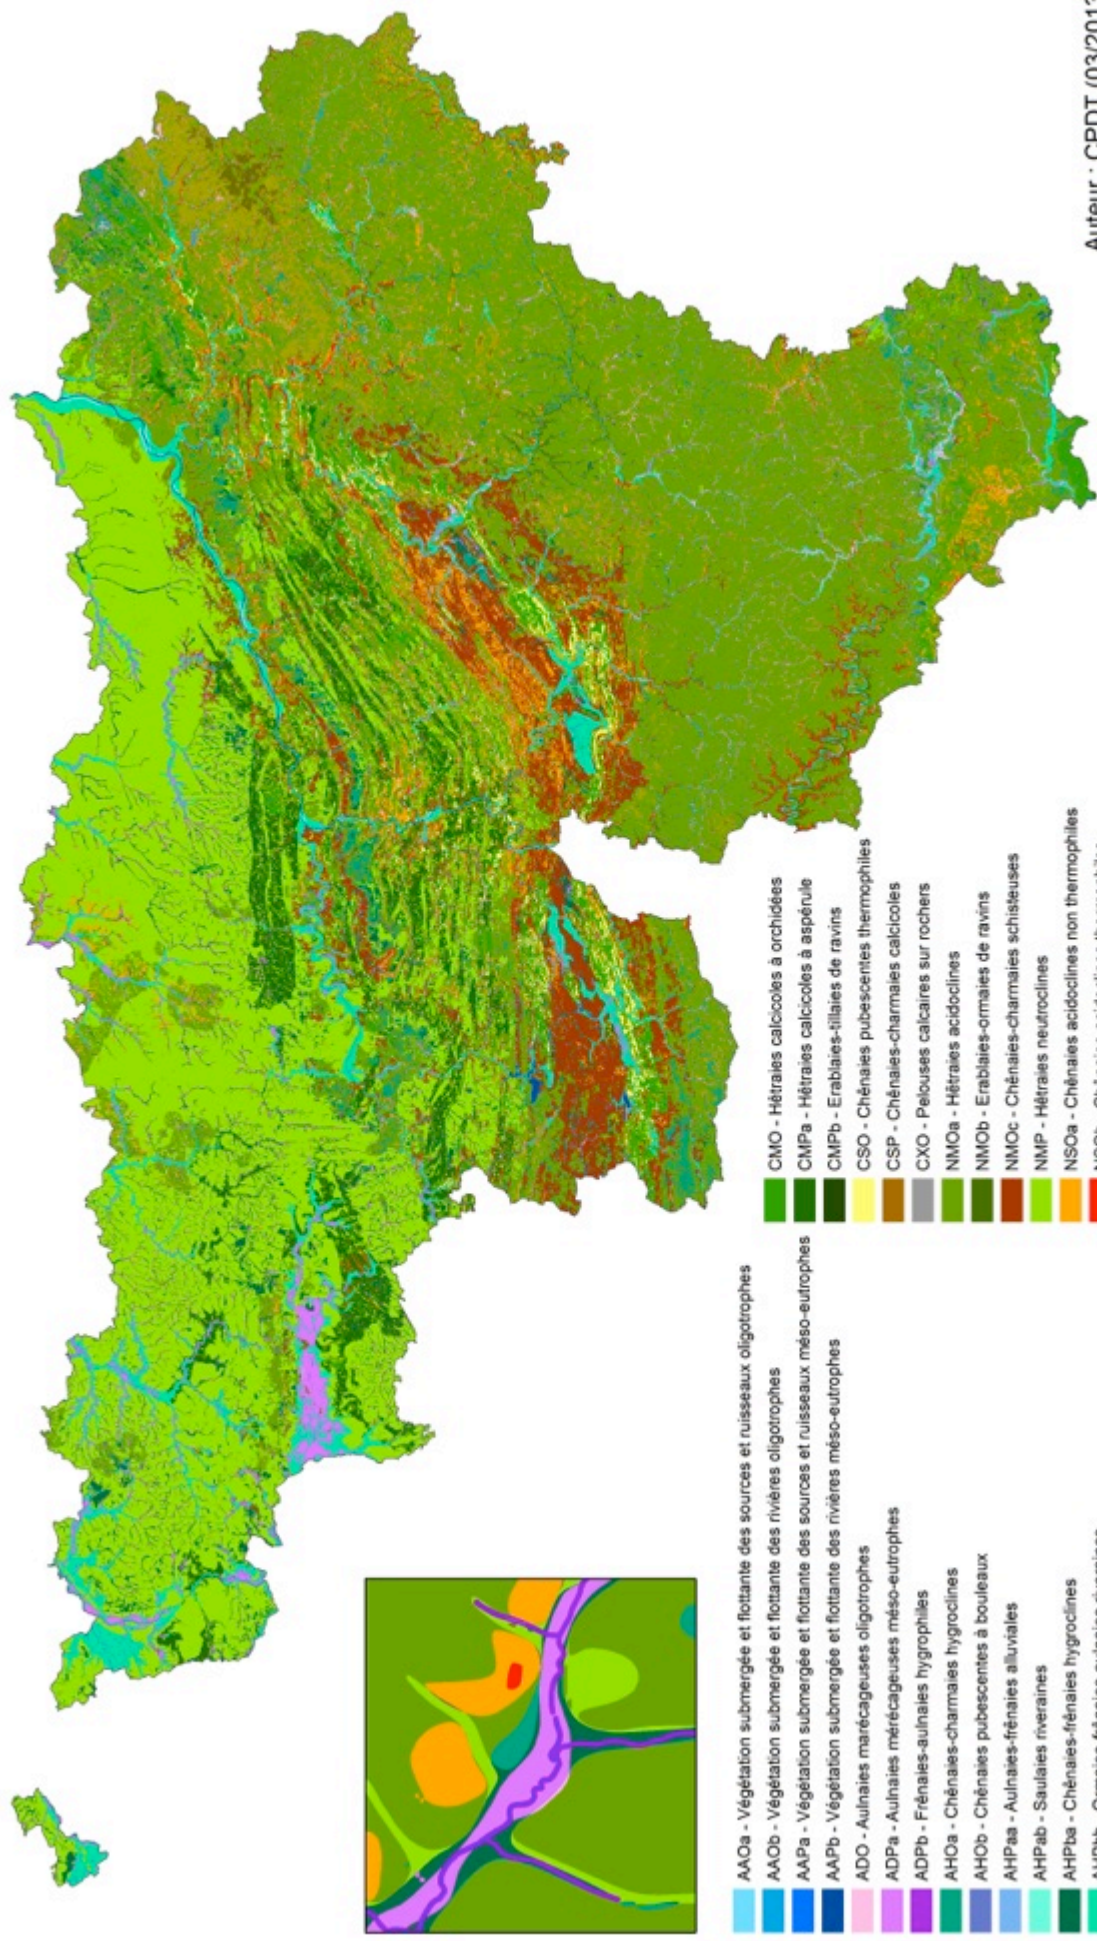 AAOa - Végétation submergée et flottante des sources et ruisseaux oligotrophes
AAOb - Végétation submergée et flottante des rivières oligotrophes
AAPa - Végétation submergée et flottante des sources et ruisseaux méso-eutrophes
AAPb - Végétation submergée et flottante des rivières méso-eutrophes
ADO - Aulnaies marécageuses oligotrophes
ADPa - Aulnaies mérécageuses méso-eutrophes
ADPb - Frênaies-aulnaies hygrophiles
AHOa - Chênaies-charmaies hygroclines
AHOb - Chênaies pubescentes à bouleaux
AHPaa - Aulnaies-frênaies alluviales
AHPab - Saulaies riveraines
AHPba - Chênaies-frênaies hygroclines
CMO - Hêtraies calcicoles à orchidées
CMPa - Hêtraies calcicoles à aspérule
CMPb - Erablaies-tillaies de ravins
CSO - Chênaies pubescentes thermophiles
CSP - Chênaies-charmaies calcicoles
CXO - Pelouses calcaires sur rochers
NMOa - Hêtraies acidoclines
NMOb - Erablaies-ormaies de ravins
NMOc - Chênaies-charmaies schisteuses
NMP - Hêtraies neutroclines
NSOa - Chênaies acidoclines non thermophiles
Auteur : CPDT (03/2013